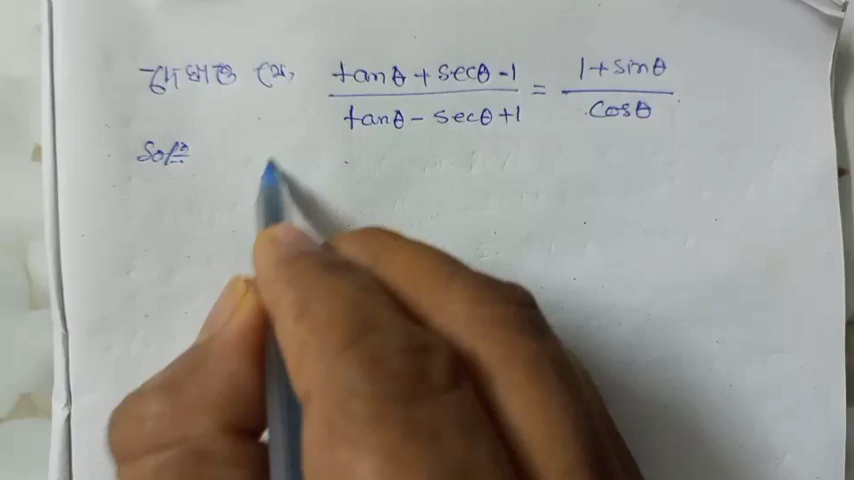 দেখাও যে, (tanθ + secθ - 1)/(tanθ - secθ + 1) = (1 + sinθ)/cosθ
Solⁿ: